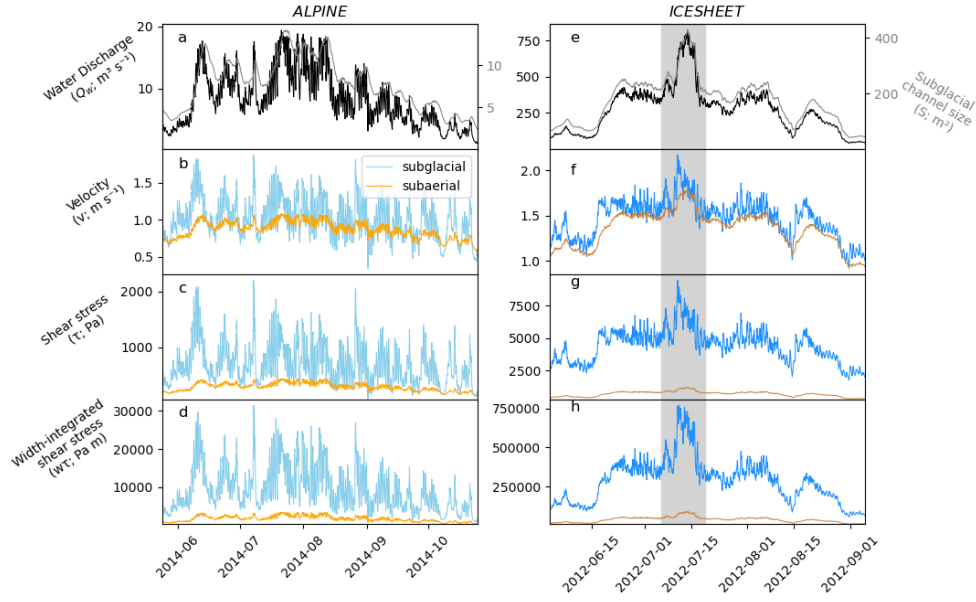 ALPINE
ICESHEET
Water Discharge
(Qw; m³ s⁻¹)
20
10
a
10
5
e
750
500
250
400
200
Subglacial
channel size
(S; m²)
Velocity
(v; m s⁻¹)
1.5
1.0
0.5
b
subglacial
subaerial
f
2.0
1.5
1.0
Shear stress
(τ; Pa)
2000
1000
c
g
7500
5000
2500
Width-integrated
shear stress
(wτ; Pa m)
30000
20000
10000
d
h
750000
500000
250000
2014-06
2014-07
2014-08
2014-09
2014-10
2012-06-15
2012-07-01
2012-07-15
2012-08-01
2012-08-15
2012-09-01